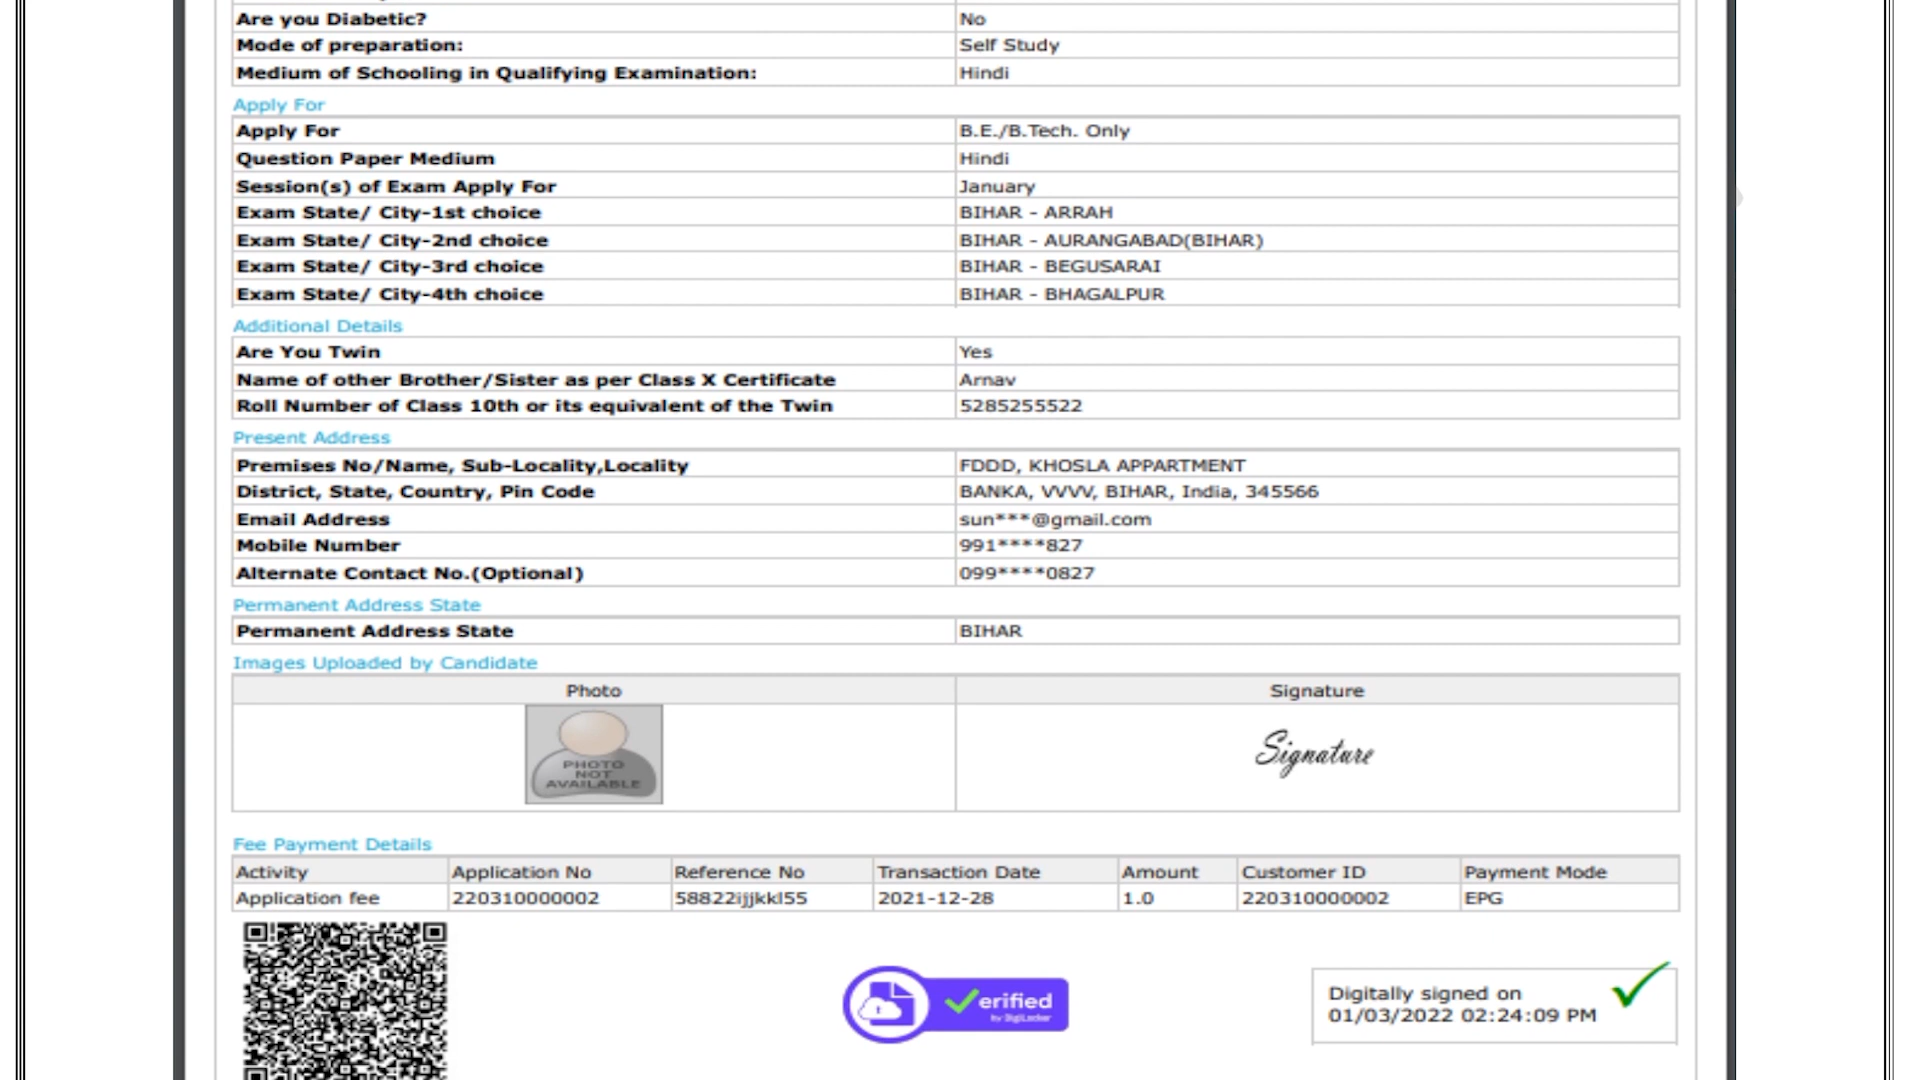 Are you Diabetic? No
Mode of preparation: Self Study
Medium of Schooling in Qualifying Examination: Hindi
Apply For
Apply For B.E./B.Tech. Only
Question Paper Medium Hindi
Session(s) of Exam Apply For January
Exam State/ City-1st choice BIHAR - ARRAH
Exam State/ City-2nd choice BIHAR - AURANGABAD(BIHAR)
Exam State/ City-3rd choice BIHAR - BEGUSARAI
Exam State/ City-4th choice BIHAR - BHAGALPUR
Additional Details
Are You Twin Yes
Name of other Brother/Sister as per Class X Certificate Arnav
Roll Number of Class 10th or its equivalent of the Twin 5285255522
Present Address
Premises No/Name, Sub-Locality,Locality FDDD, KHOSLA APPARTMENT
District, State, Country, Pin Code BANKA, VVVV, BIHAR, India, 345566
Email Address sun***@gmail.com
Mobile Number 991****827
Alternate Contact No.(Optional) 099****0827
Permanent Address State
Permanent Address State BIHAR
Images Uploaded by Candidate
Photo Signature
PHOTO
NOT
AVAILABLE
Signature
Fee Payment Details
Activity Application No Reference No Transaction Date Amount Customer ID Payment Mode
Application fee 220310000002 58822ijjkkl55 2021-12-28 1.0 220310000002 EPG
Verified
by DigiLocker
Digitally signed on
01/03/2022 02:24:09 PM